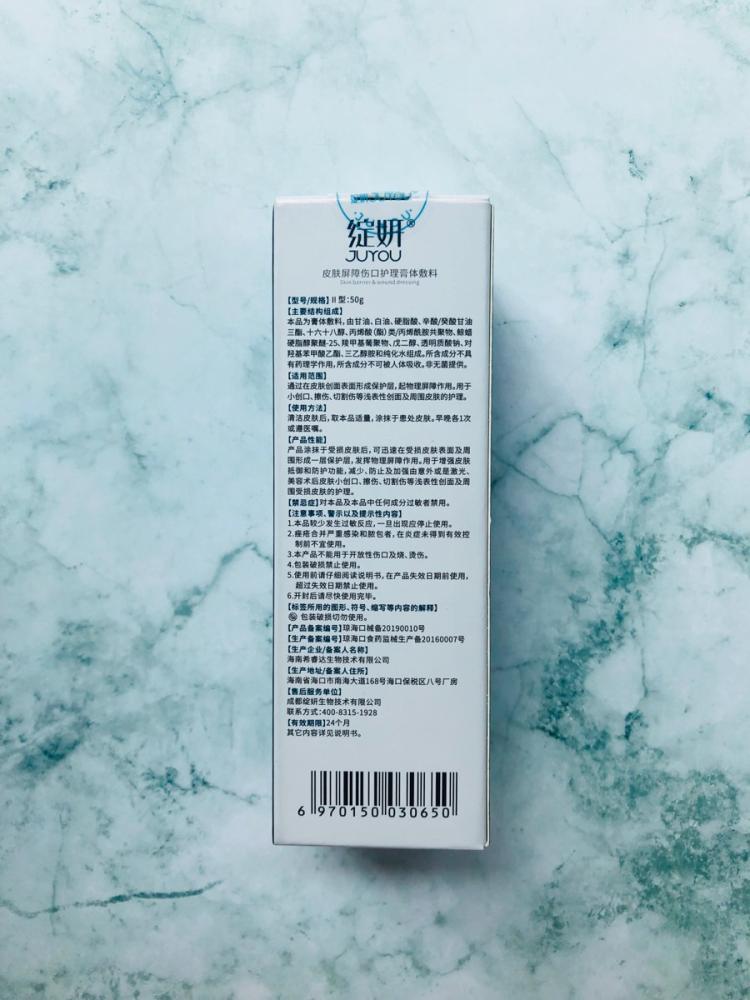 绽妍®
JUYOU
皮肤屏障伤口护理膏体敷料
Skin barrier & wound dressing
【型号/规格】II型：50g
【主要结构组成】
本品为膏体敷料，由甘油、白油、硬脂酸、辛酸/癸酸甘油
三酯、十六十八醇、丙烯酸（酯）类/丙烯酰胺共聚物、鲸蜡
硬脂醇聚醚-25、羧甲基葡聚物、戊二醇、透明质酸钠、对
羟基苯甲酸乙酯、三乙醇胺和纯化水组成。所含成分不具
有药理学作用，所含成分不可被人体吸收。非无菌提供。
【适用范围】
通过在皮肤创面表面形成保护层，起物理屏障作用。用于
小创口、擦伤、切割伤等浅表性创面及周围皮肤的护理。
【使用方法】
清洁皮肤后，取本品适量，涂抹于患处皮肤。早晚各1次
或遵医嘱。
【产品性能】
产品涂抹于受损皮肤后，可迅速在受损皮肤表面及周
围形成一层保护层，发挥物理屏障作用。用于增强皮肤
抵御和防护功能，减少、防止及加强由意外或是激光、
美容术后皮肤小创口、擦伤、切割伤等浅表性创面及周
围受损皮肤的护理。
【禁忌症】对本品及本品中任何成分过敏者禁用。
【注意事项、警示以及提示性内容】
1.本品较少发生过敏反应，一旦出现应停止使用。
2.痤疮合并严重感染和脓包者，在炎症未得到有效控
制前不宜使用。
3.本产品不能用于开放性伤口及烧、烫伤。
4.包装破损禁止使用。
5.使用前请仔细阅读说明书，在产品失效日期前使用，
超过失效日期禁止使用。
6.开封后请尽快使用完毕。
【标签所用的图形、符号、缩写等内容的解释】
包装破损切勿使用。
【产品备案编号】琼海口械备20190010号
【生产备案编号】琼海口食药监械生产备20160007号
【生产企业/备案人名称】
海南希睿达生物技术有限公司
【生产地址/备案人住所】
海南省海口市南海大道168号海口保税区八号厂房
【售后服务单位】
成都绽妍生物技术有限公司
联系方式：400-8315-1928
【有效期限】24个月
其它内容详见说明书。
6 970150 030650